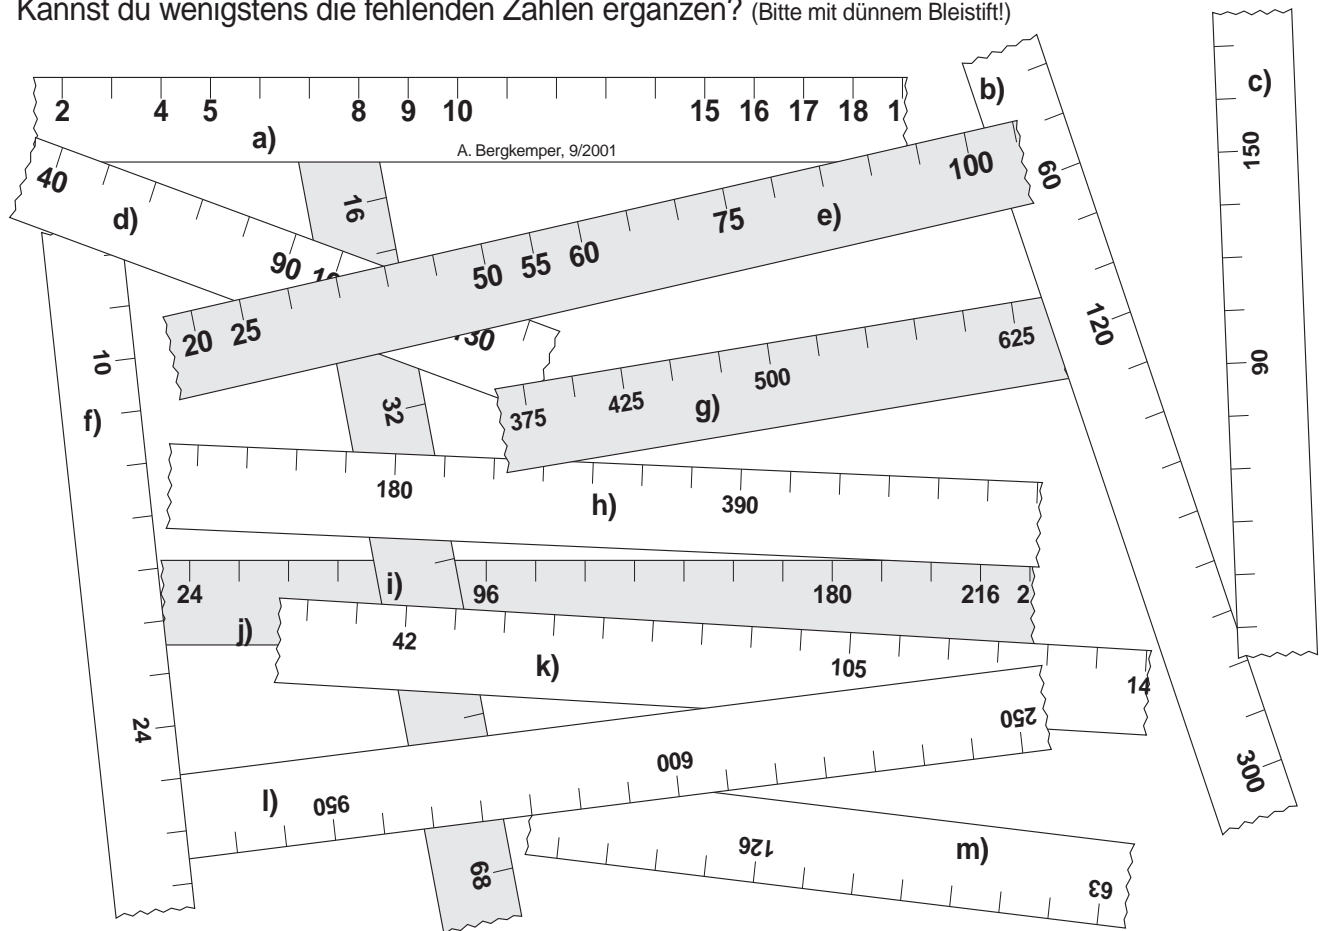 Kannst du wenigstens die fehlenden Zahlen ergänzen? (Bitte mit dünnem Bleistift!)
2 4 5 8 9 10 15 16 17 18 1
a)
A. Bergkemper, 9/2001
b)
60
120
300
c)
150
90
40
d)
90
130
20 25 50 55 60 75 100
e)
f)
10
24
375 425 500 625
g)
180 390
h)
16
32
i)
68
24 96 180 216 2
j)
42 105 14
k)
l)
950 600 250
126 63
m)